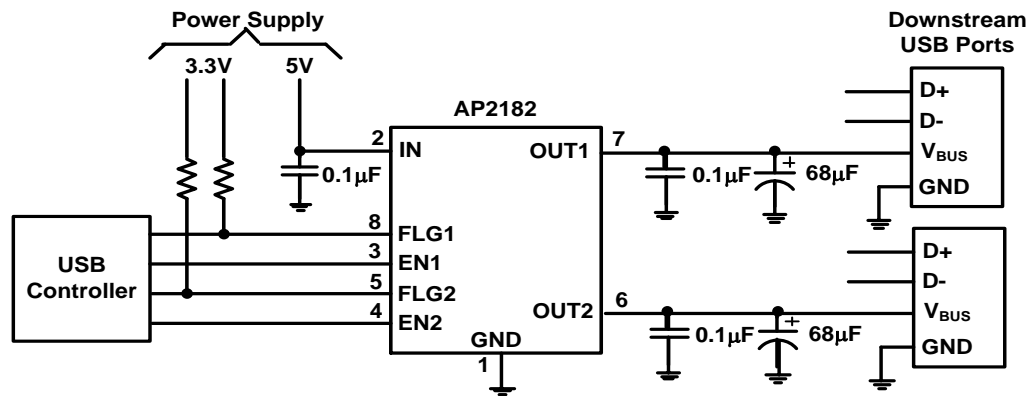 Power Supply
3.3V
5V
AP2182
2
IN
0.1μF
8
FLG1
3
EN1
5
FLG2
4
EN2
GND
1
OUT1
7
0.1μF
+
68μF
OUT2
6
0.1μF
+
68μF
USB
Controller
Downstream
USB Ports
D+
D-
VBUS
GND
D+
D-
VBUS
GND